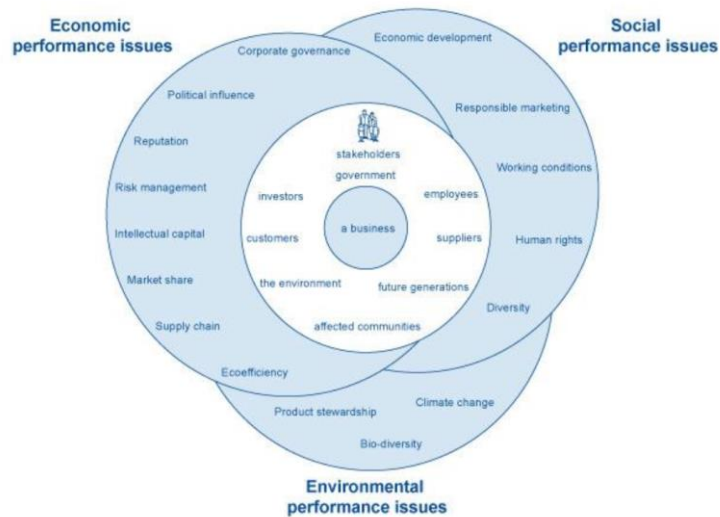 Economic
performance issues
Social
performance issues
Corporate governance
Economic development
Political influence
Responsible marketing
Reputation
stakeholders
Working conditions
government
Risk management
investors
employees
a business
Intellectual capital
customers
suppliers
Human rights
Market share
the environment
future generations
Diversity
Supply chain
affected communities
Ecoefficiency
Product stewardship
Climate change
Bio-diversity
Environmental
performance issues